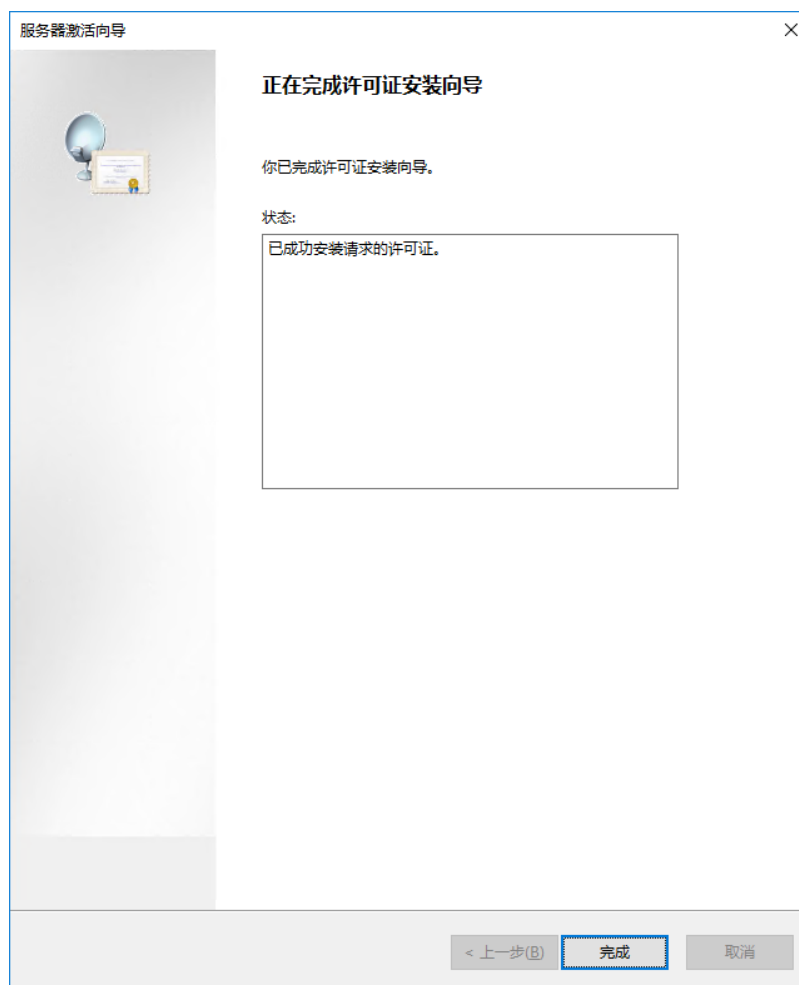 服务器激活向导
正在完成许可证安装向导
你已完成许可证安装向导。
状态:
已成功安装请求的许可证。
< 上一步(B)
完成
取消